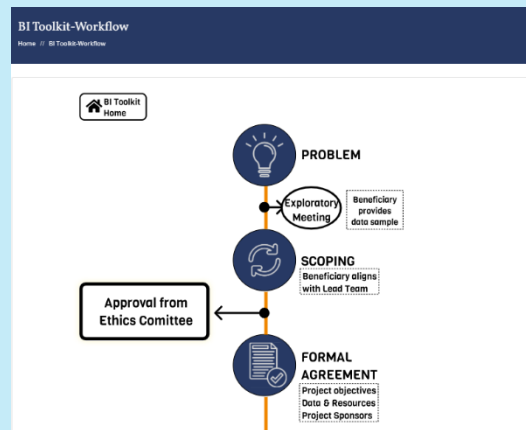 BI Toolkit-Workflow
Home // BI Toolkit-Workflow
BI Toolkit
Home
PROBLEM
Exploratory
Meeting
Beneficiary
provides
data sample
SCOPING
Beneficiary aligns
with Lead Team
Approval from
Ethics Comittee
FORMAL
AGREEMENT
Project objectives
Data & Resources
Project Sponsors